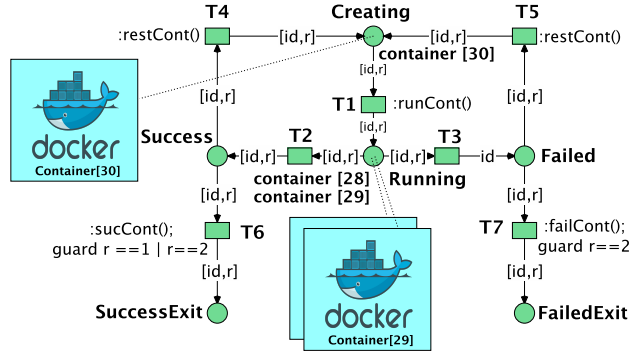 T4
Creating
T5
:restCont()
[id,r]
[id,r]
:restCont()
container [30]
[id,r]
[id,r]
[id,r]
T1
:runCont()
docker
Container[30]
[id,r]
Success
T2
T3
[id,r]
[id,r]
[id,r]
id
Failed
container [28]
container [29]
Running
[id,r]
[id,r]
:sucCont();
guard r ==1 | r==2
T6
T7
:failCont();
guard r==2
[id,r]
[id,r]
docker
Container[29]
SuccessExit
FailedExit